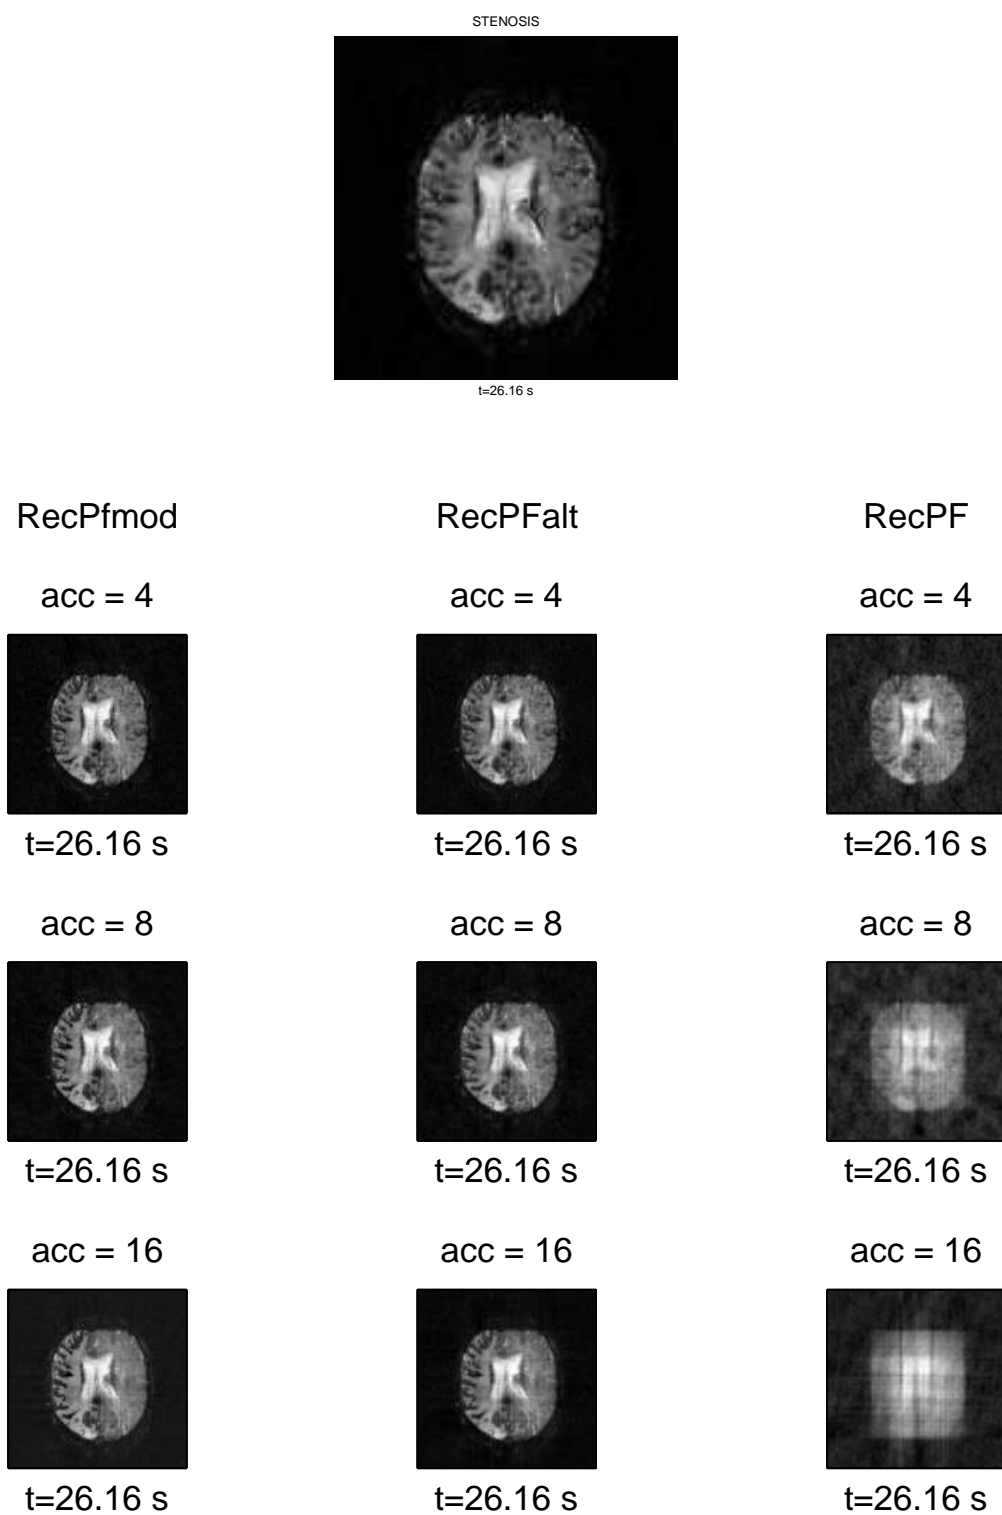 STENOSIS
t=26.16 s
RecPfmod RecPFalt RecPF
acc = 4 acc = 4 acc = 4
t=26.16 s t=26.16 s t=26.16 s
acc = 8 acc = 8 acc = 8
t=26.16 s t=26.16 s t=26.16 s
acc = 16 acc = 16 acc = 16
t=26.16 s t=26.16 s t=26.16 s